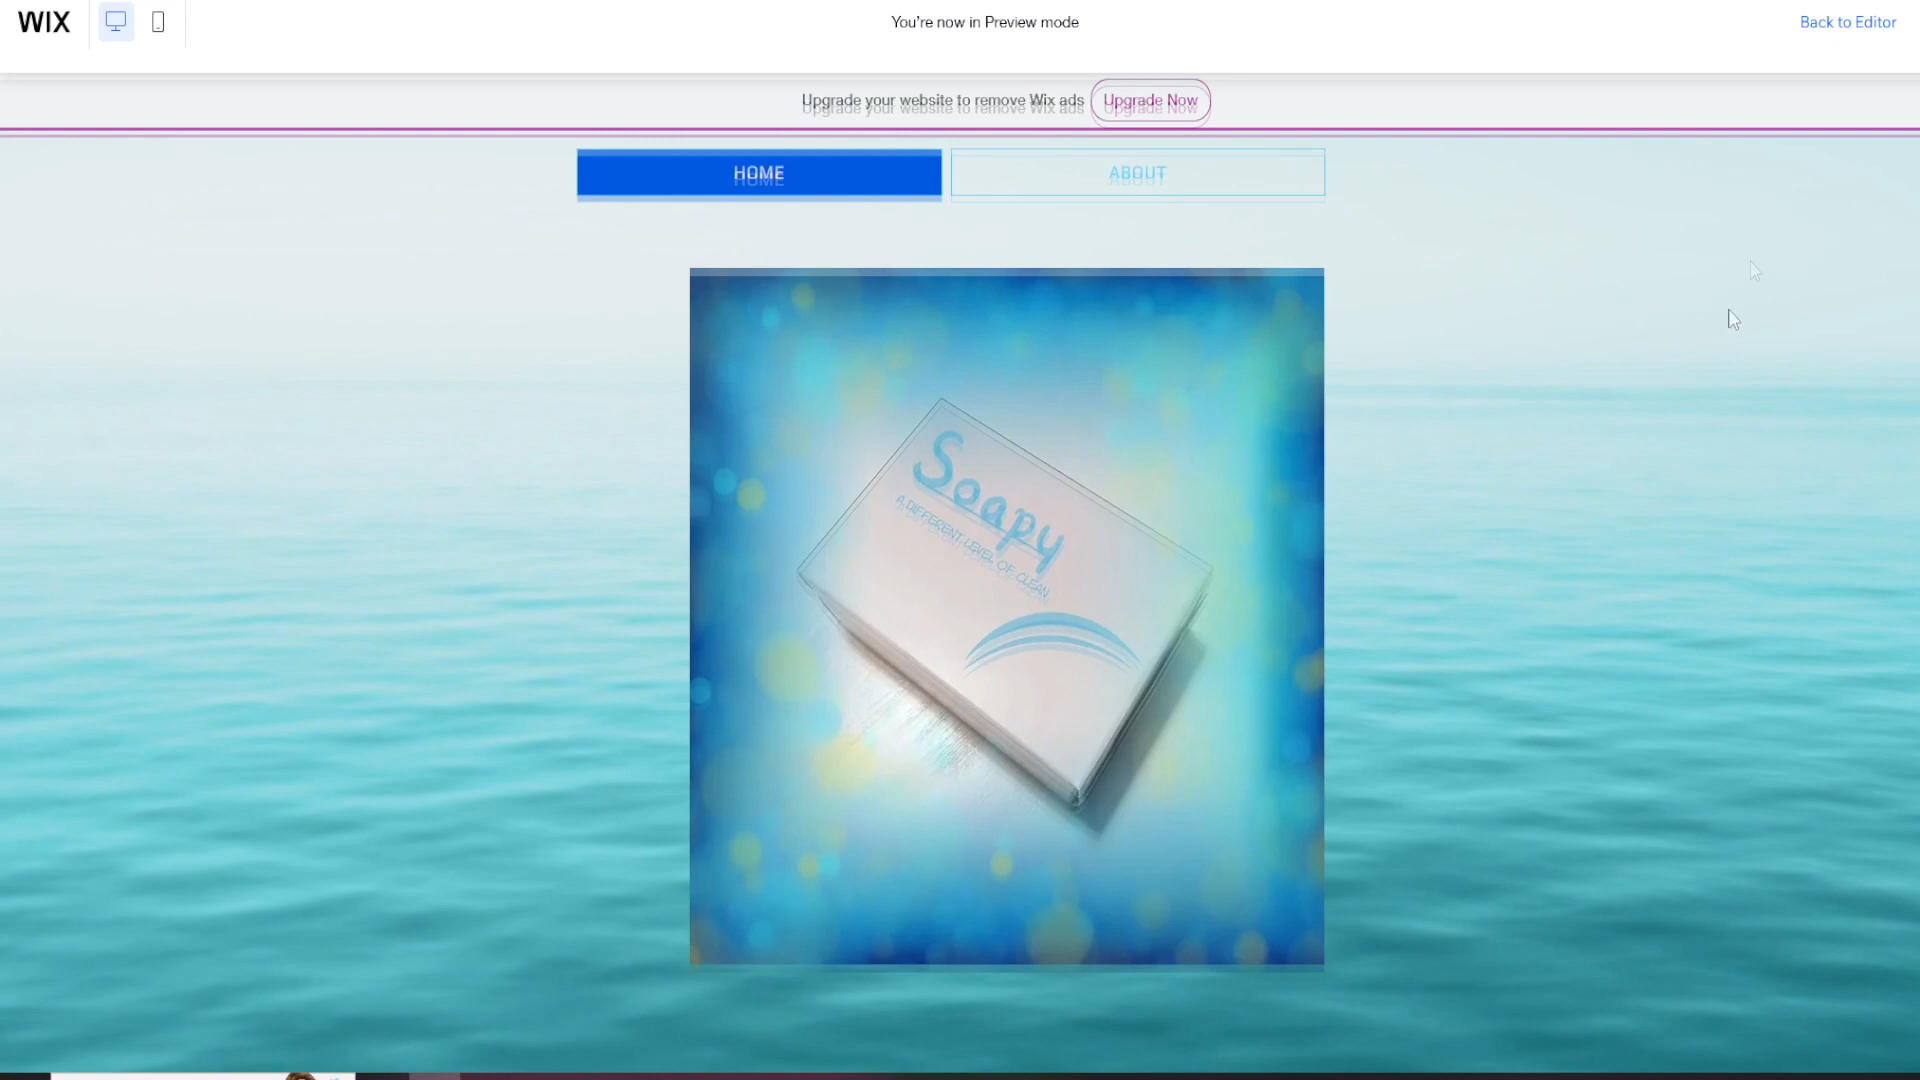 WIX
You're now in Preview mode
Back to Editor
Upgrade your website to remove Wix ads
Upgrade Now
HOME
ABOUT
Soapy
A DIFFERENT LEVEL OF CLEAN